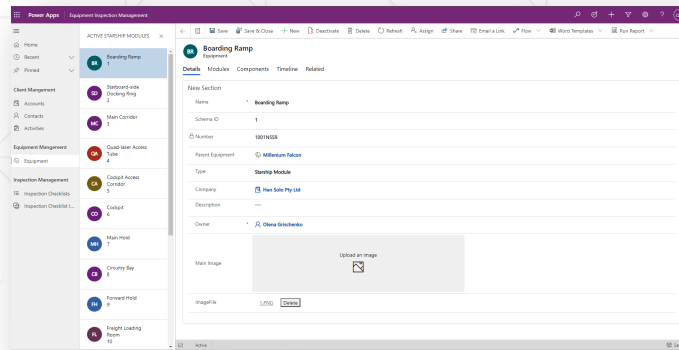 Power Apps Equipment Inspection Management
Save Save & Close New Deactivate Delete Refresh Assign Share Email a Link Flow Word Templates Run Report
Home
Recent
Pinned
Client Mangement
Accounts
Contacts
Activities
Equipment Mangement
Equipment
Inspection Management
Inspection Checklists
Inspection Checklist I...
ACTIVE STARSHIP MODULES
BR Boarding Ramp
1
SD Starboard-side
Docking Ring
2
MC Main Corridor
3
QA Quad-laser Access
Tube
4
CA Cockpit Access
Corridor
5
CO Cockpit
6
MH Main Hold
7
CB Circuitry Bay
8
FH Forward Hold
9
FL Freight Loading
Room
10
BR Boarding Ramp
Equipment
Details Modules Components Timeline Related
New Section
Name * Boarding Ramp
Schema ID 1
Number 1001N5S9
Parent Equipment Millenium Falcon
Type Starship Module
Company Han Solo Pty Ltd
Description ---
Owner * Olena Grischenko
Main Image Upload an image
ImageFile 1.PNG Delete
Active